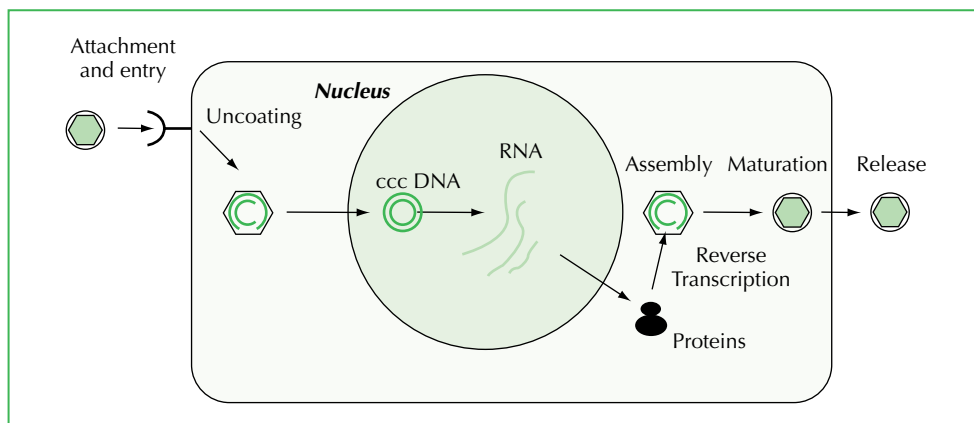 Attachment
and entry
Nucleus
Uncoating
RNA
Assembly
Maturation
Release
ccc DNA
Reverse
Transcription
Proteins